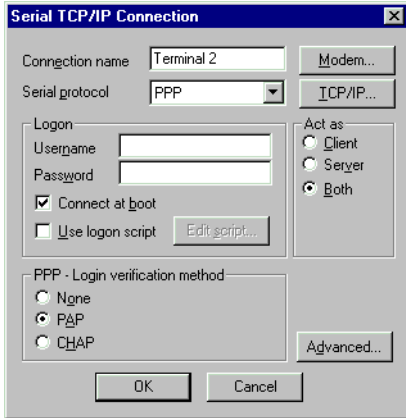 Serial TCP/IP Connection
Connection name Terminal 2 Modem...
Serial protocol PPP TCP/IP...
Logon
Username
Password
Connect at boot
Use logon script Edit script...
Act as
Client
Server
Both
PPP - Login verification method
None
PAP
CHAP
Advanced...
OK Cancel